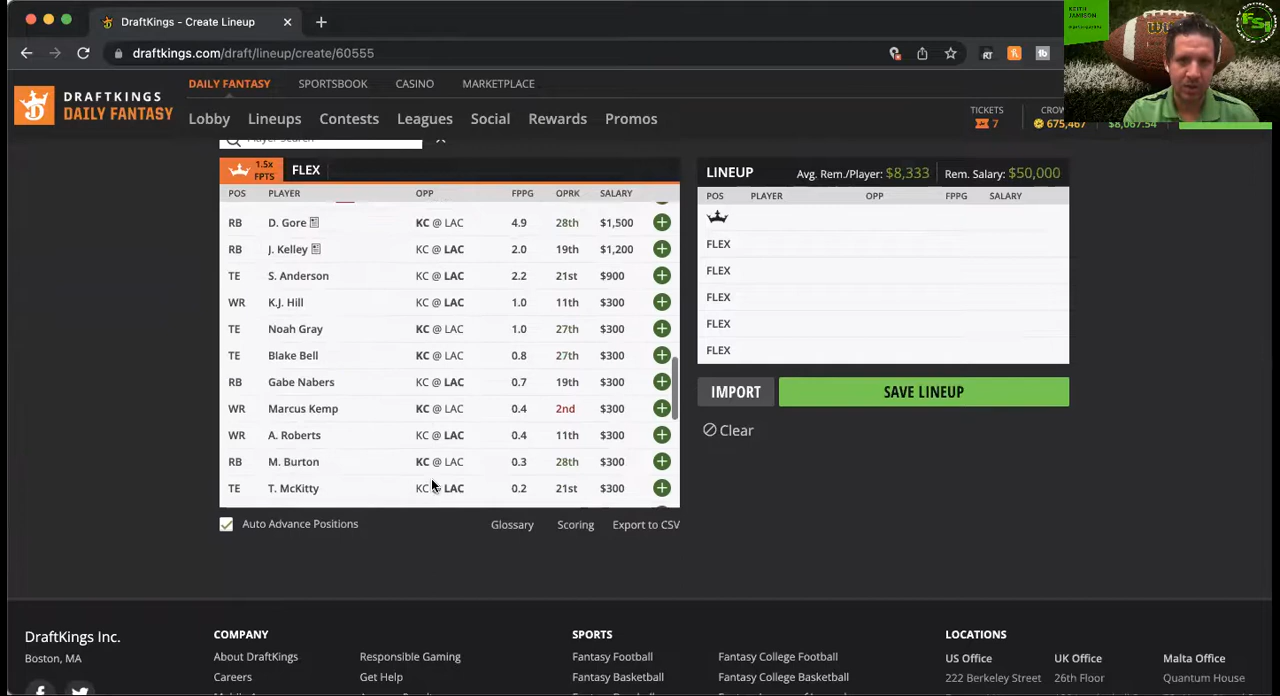 DraftKings - Create Lineup
draftkings.com/draft/lineup/create/60555
KEITH
JAMISON
FSI
DRAFTKINGS
DAILY FANTASY
DAILY FANTASY SPORTSBOOK CASINO MARKETPLACE
Lobby Lineups Contests Leagues Social Rewards Promos
TICKETS
7
CROW
675,467
$8,067.54
Player Search
1.5x
FPTS
FLEX
POS PLAYER OPP FPPG OPRK SALARY
RB D. Gore KC @ LAC 4.9 28th $1,500
RB J. Kelley KC @ LAC 2.0 19th $1,200
TE S. Anderson KC @ LAC 2.2 21st $900
WR K.J. Hill KC @ LAC 1.0 11th $300
TE Noah Gray KC @ LAC 1.0 27th $300
TE Blake Bell KC @ LAC 0.8 27th $300
RB Gabe Nabers KC @ LAC 0.7 19th $300
WR Marcus Kemp KC @ LAC 0.4 2nd $300
WR A. Roberts KC @ LAC 0.4 11th $300
RB M. Burton KC @ LAC 0.3 28th $300
TE T. McKitty KC @ LAC 0.2 21st $300
Auto Advance Positions
Glossary Scoring Export to CSV
LINEUP Avg. Rem./Player: $8,333 Rem. Salary: $50,000
POS PLAYER OPP FPPG SALARY
FLEX
FLEX
FLEX
FLEX
FLEX
IMPORT SAVE LINEUP
Clear
DraftKings Inc.
Boston, MA
COMPANY
About DraftKings Responsible Gaming
Careers Get Help
SPORTS
Fantasy Football Fantasy College Football
Fantasy Basketball Fantasy College Basketball
LOCATIONS
US Office UK Office Malta Office
222 Berkeley Street 26th Floor Quantum House